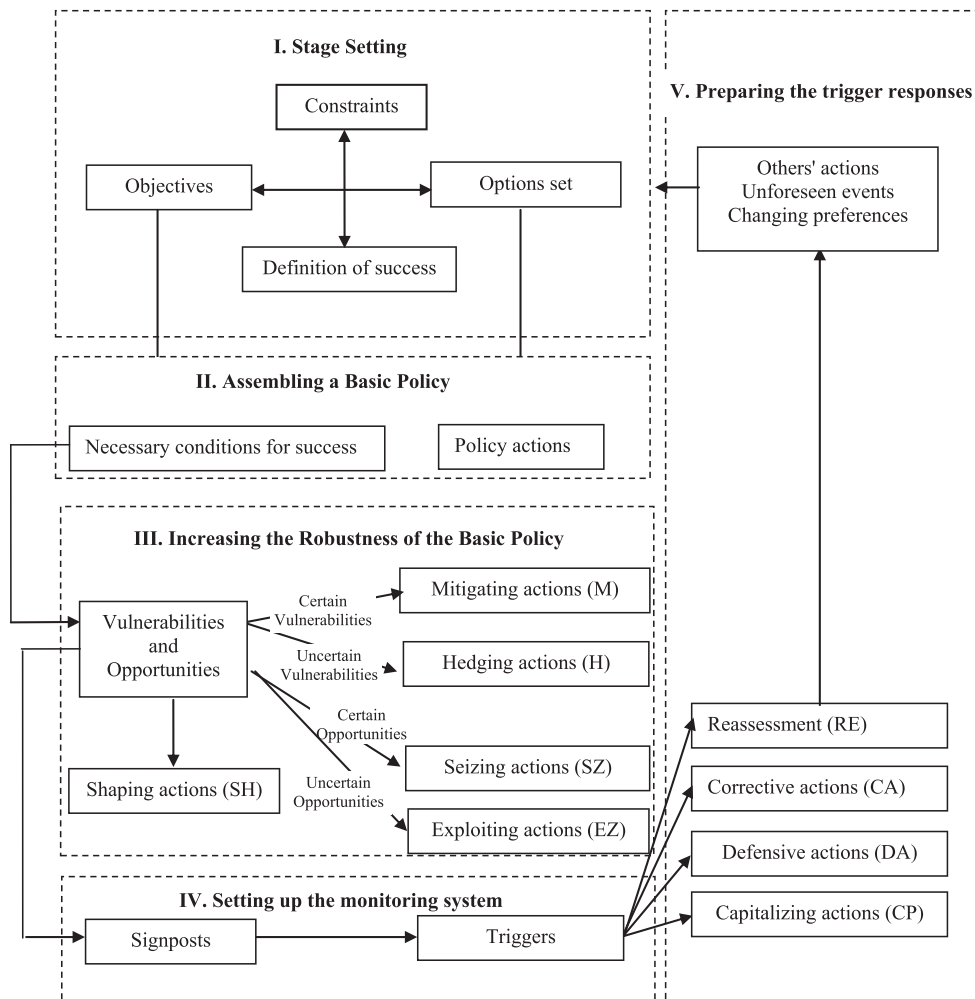 I. Stage Setting
Constraints
Objectives
Options set
Definition of success
II. Assembling a Basic Policy
Necessary conditions for success
Policy actions
III. Increasing the Robustness of the Basic Policy
Vulnerabilities
and
Opportunities
Certain
Vulnerabilities
Mitigating actions (M)
Uncertain
Vulnerabilities
Hedging actions (H)
Certain
Opportunities
Seizing actions (SZ)
Uncertain
Opportunities
Exploiting actions (EZ)
Shaping actions (SH)
IV. Setting up the monitoring system
Signposts
Triggers
V. Preparing the trigger responses
Others' actions
Unforeseen events
Changing preferences
Reassessment (RE)
Corrective actions (CA)
Defensive actions (DA)
Capitalizing actions (CP)